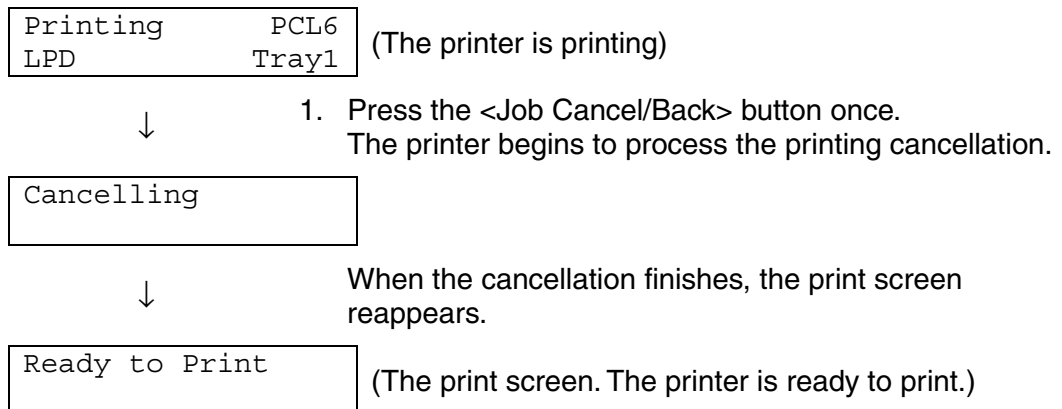 Printing PCL6
LPD Tray1
(The printer is printing)
↓
1. Press the <Job Cancel/Back> button once.
The printer begins to process the printing cancellation.
Cancelling
↓
When the cancellation finishes, the print screen
reappears.
Ready to Print
(The print screen. The printer is ready to print.)